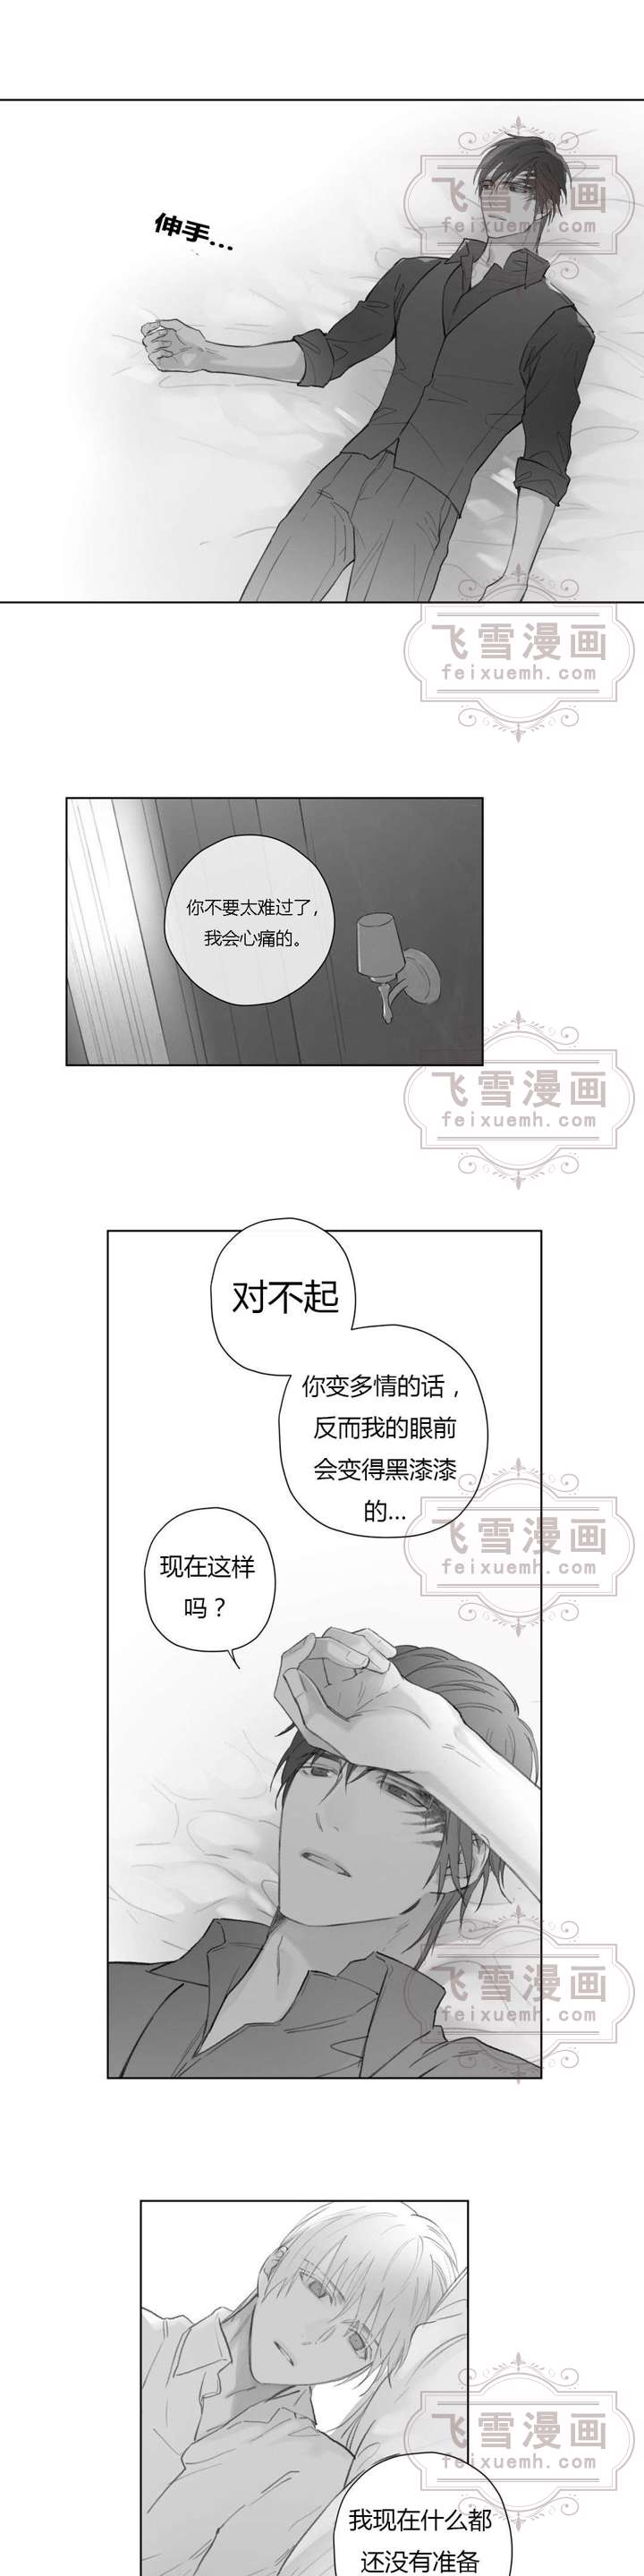 飞雪漫画
feixuemh.com
伸手...
飞雪漫画
feixuemh.com
你不要太难过了，
我会心痛的。
飞雪漫画
feixuemh.com
对不起
你变多情的话，
反而我的眼前
会变得黑漆漆
的...
飞雪漫画
feixuemh.com
现在这样
吗？
飞雪漫画
feixuemh.com
飞雪漫画
feixuemh.com
我现在什么都
还没有准备